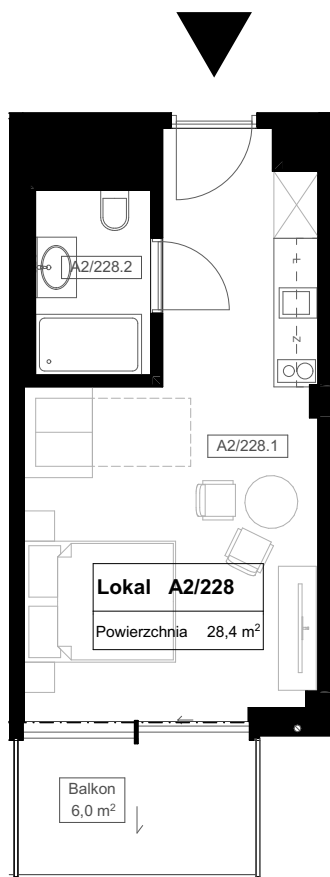 A2/228.2
Z
A2/228.1
Lokal A2/228
Powierzchnia 28,4 m²
Balkon
6,0 m²